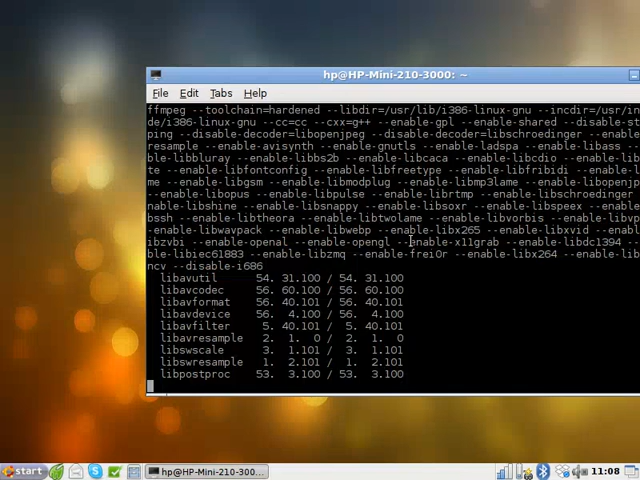 hp@HP-Mini-210-3000: ~
File Edit Tabs Help
ffmpeg --toolchain=hardened --libdir=/usr/lib/i386-linux-gnu --incdir=/usr/in
de/i386-linux-gnu --cc=cc --cxx=g++ --enable-gpl --enable-shared --disable-st
ping --disable-decoder=libopenjpeg --disable-decoder=libschroedinger --enable-
resample --enable-avisynth --enable-gnutls --enable-ladspa --enable-libass --
ble-libbluray --enable-libbs2b --enable-libcaca --enable-libcdio --enable-lib
te --enable-libfontconfig --enable-libfreetype --enable-libfribidi --enable-l
me --enable-libgsm --enable-libmodplug --enable-libmp3lame --enable-libopenjp
--enable-libopus --enable-libpulse --enable-librtmp --enable-libschroedinger
nable-libshine --enable-libsnappy --enable-libsoxr --enable-libspeex --enable
bssh --enable-libtheora --enable-libtwolame --enable-libvorbis --enable-libvp
-enable-libwavpack --enable-libwebp --enable-libx265 --enable-libxvid --enabl
ibzvbi --enable-openal --enable-opengl --enable-x11grab --enable-libdc1394 --
ble-libiec61883 --enable-libzmq --enable-frei0r --enable-libx264 --enable-lib
ncv --disable-i686
libavutil 54. 31.100 / 54. 31.100
libavcodec 56. 60.100 / 56. 60.100
libavformat 56. 40.101 / 56. 40.101
libavdevice 56. 4.100 / 56. 4.100
libavfilter 5. 40.101 / 5. 40.101
libavresample 2. 1. 0 / 2. 1. 0
libswscale 3. 1.101 / 3. 1.101
libswresample 1. 2.101 / 1. 2.101
libpostproc 53. 3.100 / 53. 3.100
start
hp@HP-Mini-210-300...
11:08